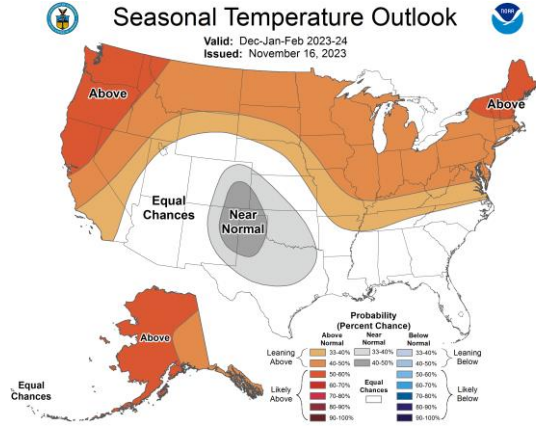 Seasonal Temperature Outlook
NOAA
Valid: Dec-Jan-Feb 2023-24
Issued: November 16, 2023
Above
Above
Equal
Chances
Near
Normal
Above
Equal
Chances
Probability
(Percent Chance)
Above
Normal
Near
Normal
Below
Normal
Leaning
Above
33-40%
33-40%
33-40%
Leaning
Below
40-50%
40-50%
40-50%
Likely
Above
50-60%
50-60%
60-70%
Equal
Chances
60-70%
70-80%
70-80%
80-90%
80-90%
90-100%
90-100%
Likely
Below